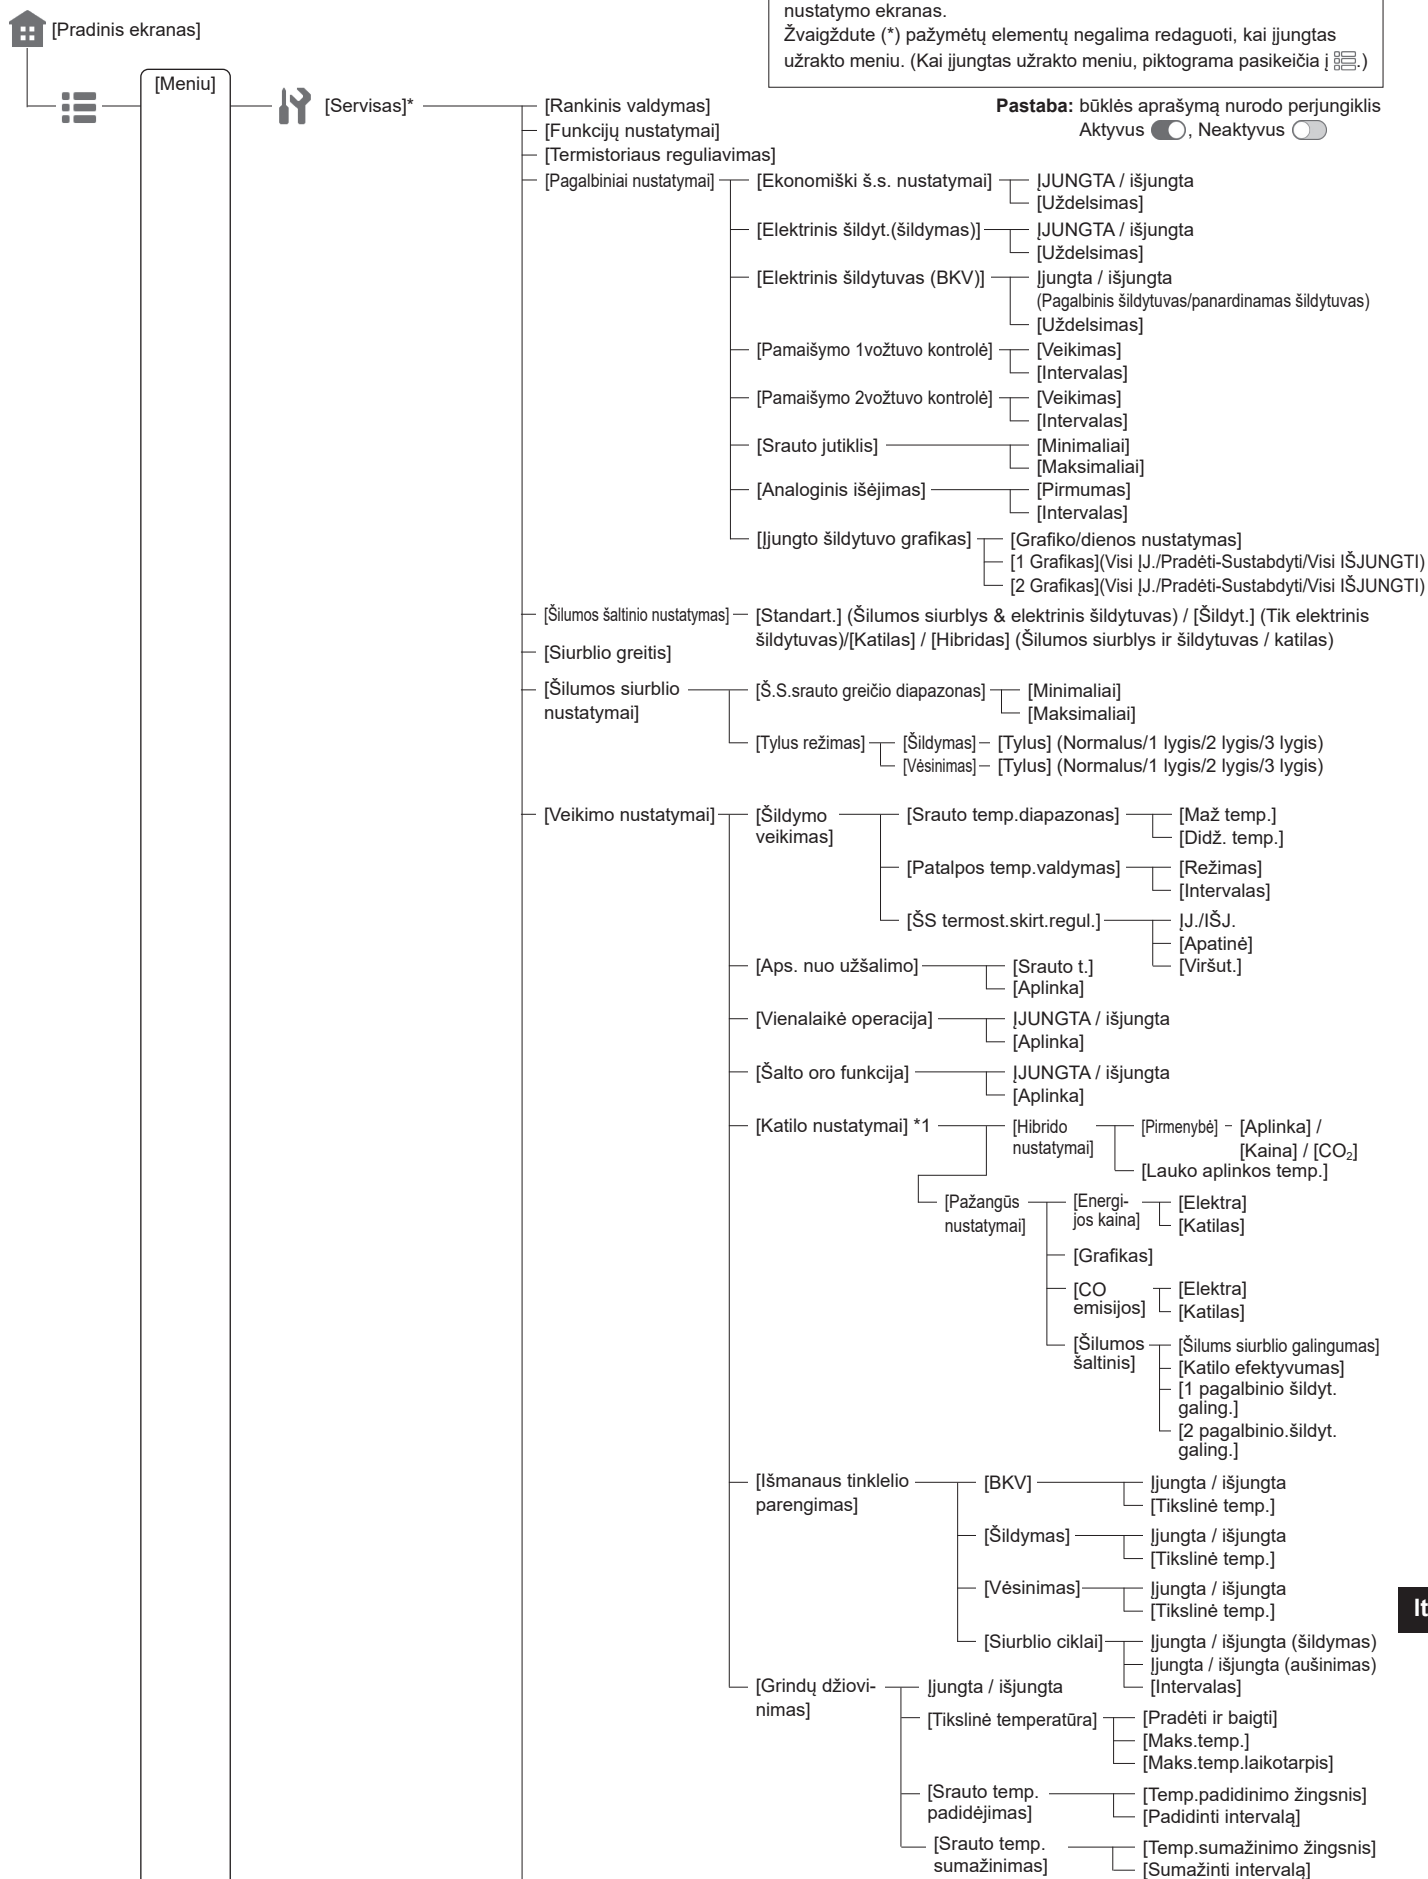 nustatymo ekranas.
Žvaigždute (*) pažymėtų elementų negalima redaguoti, kai įjungtas
užrakto meniu. (Kai įjungtas užrakto meniu, piktograma pasikeičia į .)
[Pradinis ekranas]
[Meniu]
[Servisas]*
Pastaba: būklės aprašymą nurodo perjungiklis
Aktyvus , Neaktyvus
[Rankinis valdymas]
[Funkcijų nustatymai]
[Termistoriaus reguliavimas]
[Pagalbiniai nustatymai]
[Ekonomiški š.s. nustatymai]
ĮJUNGTA / išjungta
[Uždelsimas]
[Elektrinis šildyt.(šildymas)]
ĮJUNGTA / išjungta
[Uždelsimas]
[Elektrinis šildytuvas (BKV)]
Įjungta / išjungta
(Pagalbinis šildytuvas/panardinamas šildytuvas)
[Uždelsimas]
[Pamaišymo 1vožtuvo kontrolė]
[Veikimas]
[Intervalas]
[Pamaišymo 2vožtuvo kontrolė]
[Veikimas]
[Intervalas]
[Srauto jutiklis]
[Minimaliai]
[Maksimaliai]
[Analoginis išėjimas]
[Pirmumas]
[Intervalas]
[Įjungto šildytuvo grafikas]
[Grafiko/dienos nustatymas]
[1 Grafikas](Visi ĮJ./Pradėti-Sustabdyti/Visi IŠJUNGTI)
[2 Grafikas](Visi ĮJ./Pradėti-Sustabdyti/Visi IŠJUNGTI)
[Šilumos šaltinio nustatymas]
[Standart.] (Šilumos siurblys & elektrinis šildytuvas) / [Šildyt.] (Tik elektrinis
šildytuvas)/[Katilas] / [Hibridas] (Šilumos siurblys ir šildytuvas / katilas)
[Siurblio greitis]
[Šilumos siurblio
nustatymai]
[Š.S.srauto greičio diapazonas]
[Minimaliai]
[Maksimaliai]
[Tylus režimas]
[Šildymas]
[Tylus] (Normalus/1 lygis/2 lygis/3 lygis)
[Vėsinimas]
[Tylus] (Normalus/1 lygis/2 lygis/3 lygis)
[Veikimo nustatymai]
[Šildymo
veikimas]
[Srauto temp.diapazonas]
[Maž temp.]
[Didž. temp.]
[Patalpos temp.valdymas]
[Režimas]
[Intervalas]
[ŠS termost.skirt.regul.]
ĮJ./IŠJ.
[Apatinė]
[Viršut.]
[Aps. nuo užšalimo]
[Srauto t.]
[Aplinka]
[Vienalaikė operacija]
ĮJUNGTA / išjungta
[Aplinka]
[Šalto oro funkcija]
ĮJUNGTA / išjungta
[Aplinka]
[Katilo nustatymai] *1
[Hibrido
nustatymai]
[Pirmenybė]
[Aplinka] /
[Kaina] / [CO₂]
[Lauko aplinkos temp.]
[Pažangūs
nustatymai]
[Energi-
jos kaina]
[Elektra]
[Katilas]
[Grafikas]
[CO
emisijos]
[Elektra]
[Katilas]
[Šilumos
šaltinis]
[Šilums siurblio galingumas]
[Katilo efektyvumas]
[1 pagalbinio šildyt.
galing.]
[2 pagalbinio.šildyt.
galing.]
[Išmanaus tinklelio
parengimas]
[BKV]
Įjungta / išjungta
[Tikslinė temp.]
[Šildymas]
Įjungta / išjungta
[Tikslinė temp.]
[Vėsinimas]
Įjungta / išjungta
[Tikslinė temp.]
[Siurblio ciklai]
Įjungta / išjungta (šildymas)
Įjungta / išjungta (aušinimas)
[Intervalas]
lt
[Grindų džiovi-
nimas]
Įjungta / išjungta
[Tikslinė temperatūra]
[Pradėti ir baigti]
[Maks.temp.]
[Maks.temp.laikotarpis]
[Srauto temp.
padidėjimas]
[Temp.padidinimo žingsnis]
[Padidinti intervalą]
[Srauto temp.
sumažinimas]
[Temp.sumažinimo žingsnis]
[Sumažinti intervalą]